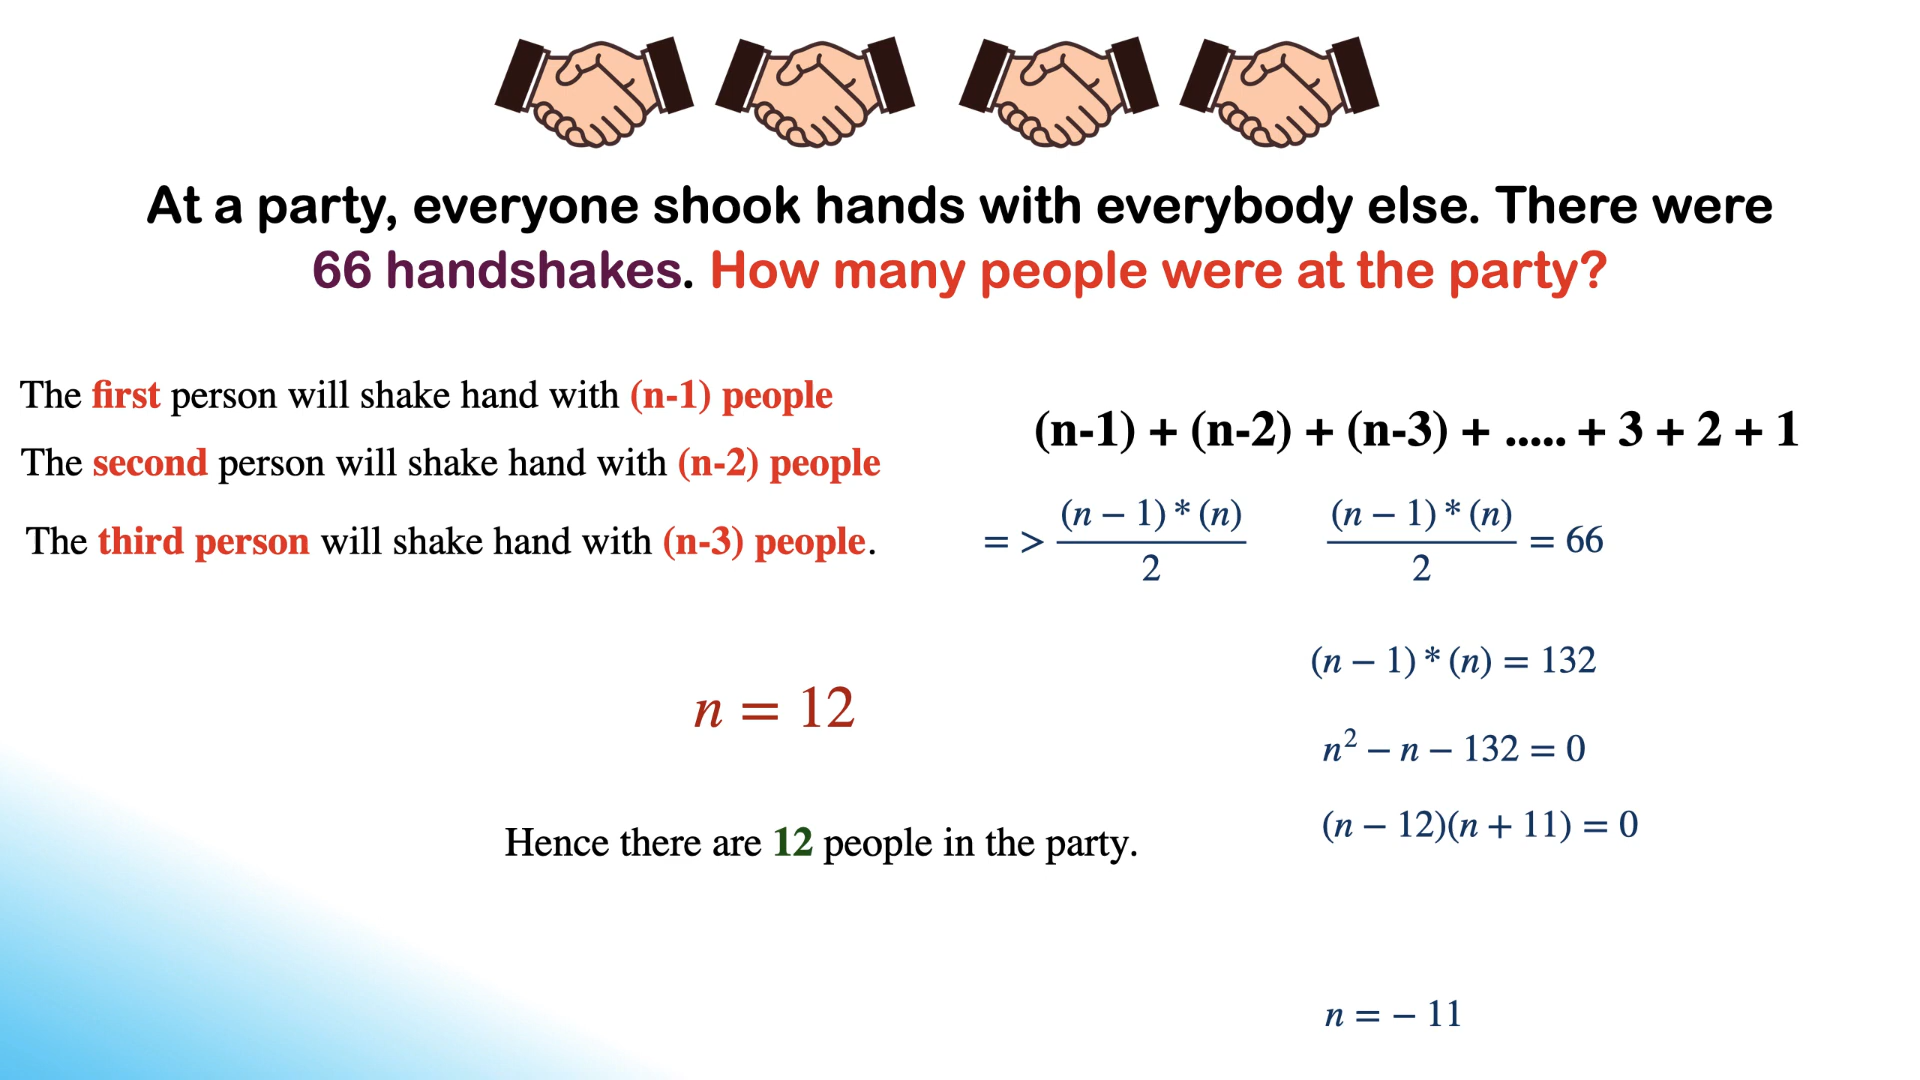 At a party, everyone shook hands with everybody else. There were
66 handshakes. How many people were at the party?
The first person will shake hand with (n-1) people
The second person will shake hand with (n-2) people
The third person will shake hand with (n-3) people.
(n-1) + (n-2) + (n-3) + ..... + 3 + 2 + 1
= > (n − 1) * (n) / 2
(n − 1) * (n) / 2 = 66
(n − 1) * (n) = 132
n² − n − 132 = 0
(n − 12)(n + 11) = 0
n = 12
Hence there are 12 people in the party.
n = − 11